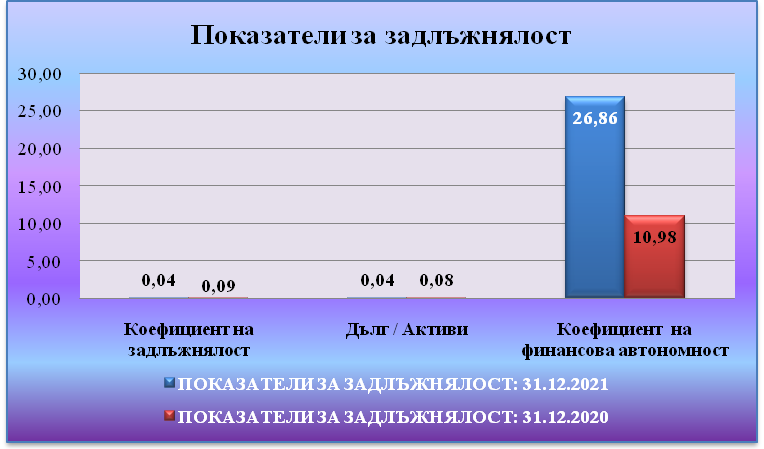 Показатели за задлъжнялост
30,00
25,00
20,00
15,00
10,00
5,00
0,00
0,04
0,09
0,04
0,08
26,86
10,98
Коефициент на
задлъжнялост
Дълг / Активи
Коефициент на
финансова автономност
ПОКАЗАТЕЛИ ЗА ЗАДЛЪЖНЯЛОСТ: 31.12.2021
ПОКАЗАТЕЛИ ЗА ЗАДЛЪЖНЯЛОСТ: 31.12.2020